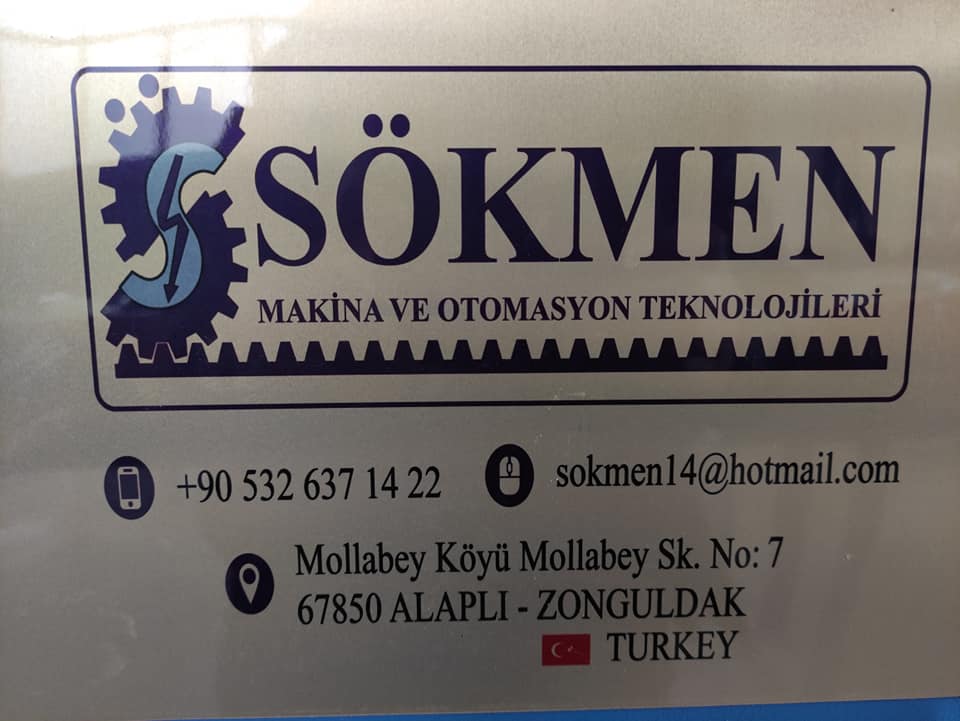 SÖKMEN
MAKİNA VE OTOMASYON TEKNOLOJİLERİ
+90 532 637 14 22
sokmen14@hotmail.com
Mollabey Köyü Mollabey Sk. No: 7
67850 ALAPLI - ZONGULDAK
TURKEY